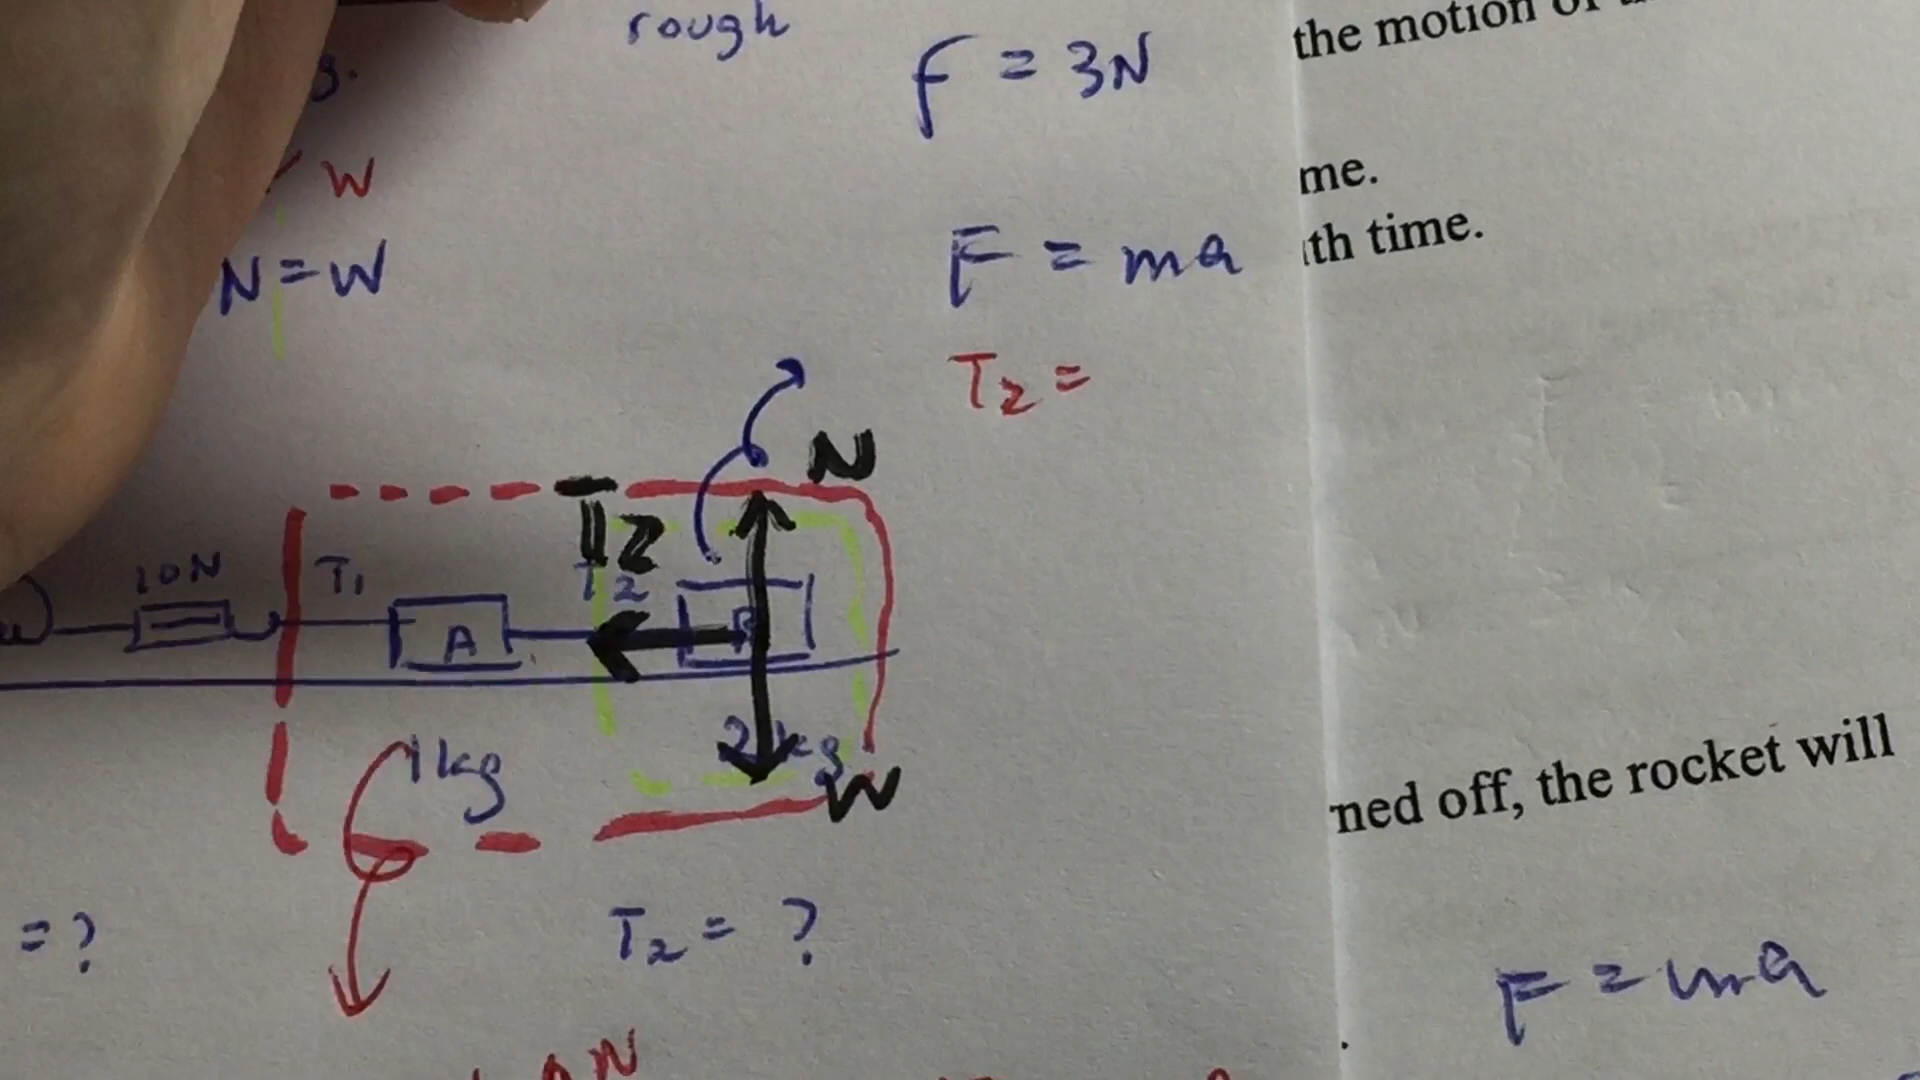 rough
f = 3N
the motion of
W
me.
N = W
F = ma
th time.
T2 =
N
T2
10N
T1
T2
A
B
1kg
2kg
W
ned off, the rocket will
= ?
T2 = ?
F = ma
N